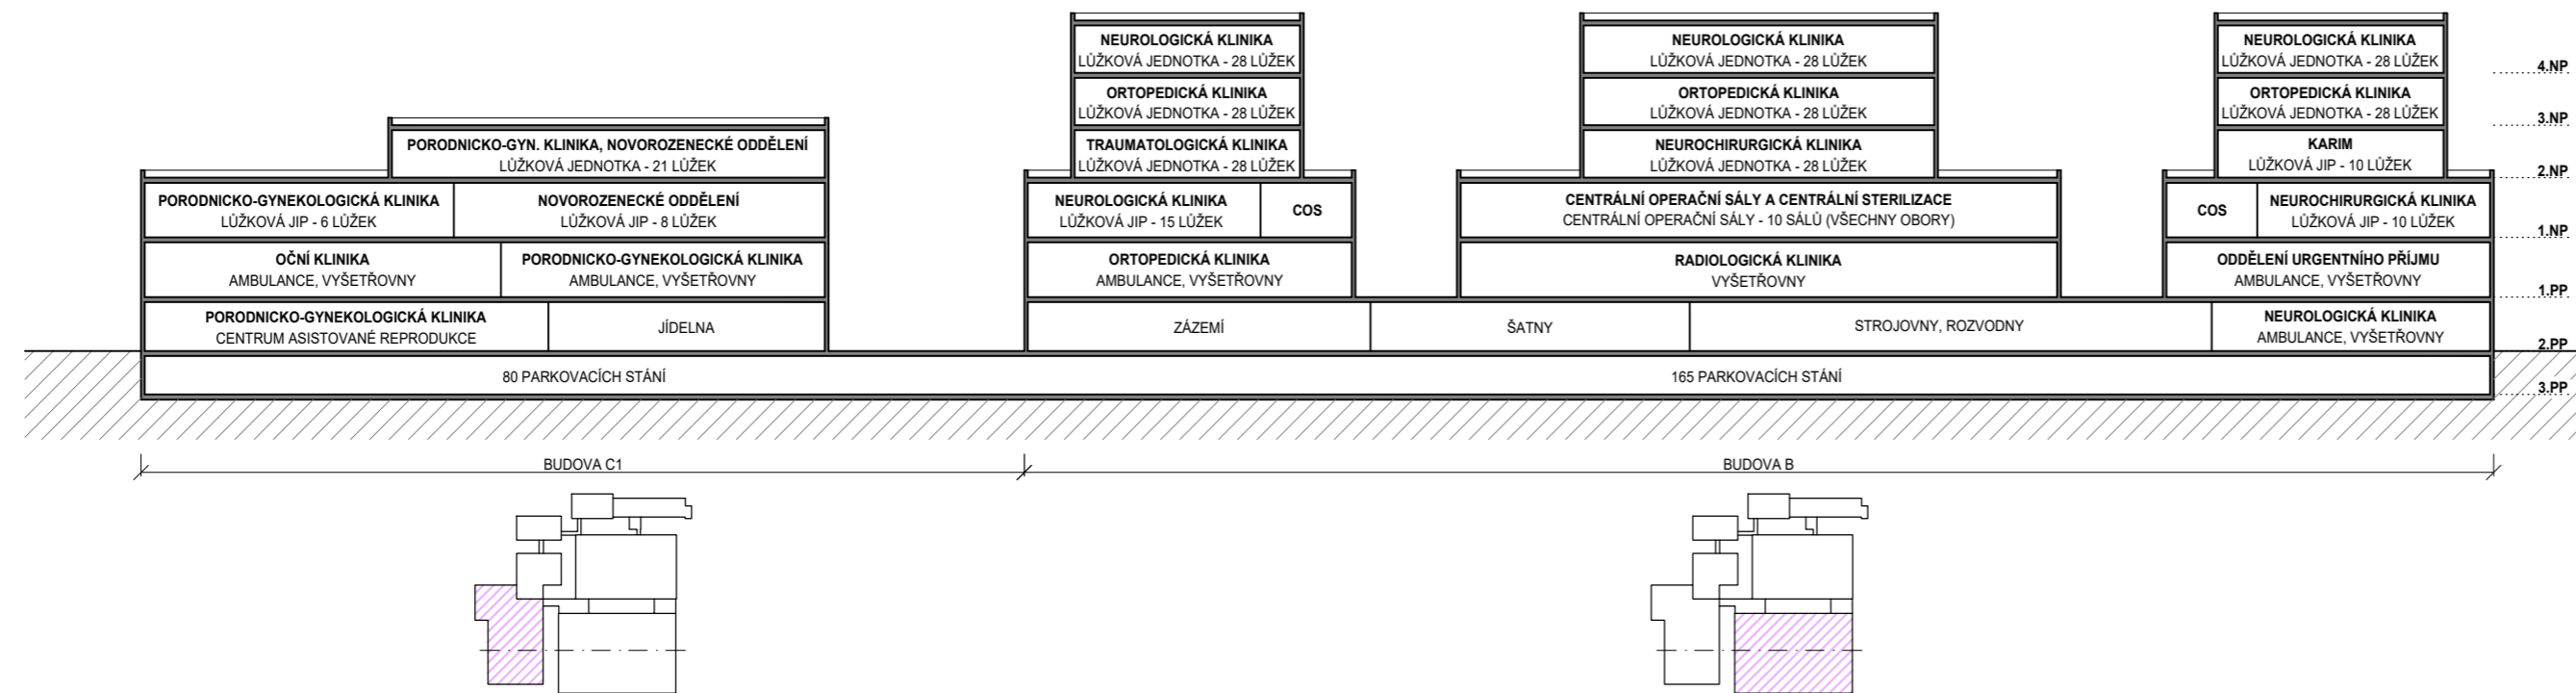 NEUROLOGICKÁ KLINIKA
LŮŽKOVÁ JEDNOTKA - 28 LŮŽEK
NEUROLOGICKÁ KLINIKA
LŮŽKOVÁ JEDNOTKA - 28 LŮŽEK
NEUROLOGICKÁ KLINIKA
LŮŽKOVÁ JEDNOTKA - 28 LŮŽEK
4.NP
ORTOPEDICKÁ KLINIKA
LŮŽKOVÁ JEDNOTKA - 28 LŮŽEK
ORTOPEDICKÁ KLINIKA
LŮŽKOVÁ JEDNOTKA - 28 LŮŽEK
ORTOPEDICKÁ KLINIKA
LŮŽKOVÁ JEDNOTKA - 28 LŮŽEK
3.NP
PORODNICKO-GYN. KLINIKA, NOVOROZENECKÉ ODDĚLENÍ
LŮŽKOVÁ JEDNOTKA - 21 LŮŽEK
TRAUMATOLOGICKÁ KLINIKA
LŮŽKOVÁ JEDNOTKA - 28 LŮŽEK
NEUROCHIRURGICKÁ KLINIKA
LŮŽKOVÁ JEDNOTKA - 28 LŮŽEK
KARIM
LŮŽKOVÁ JIP - 10 LŮŽEK
2.NP
PORODNICKO-GYNEKOLOGICKÁ KLINIKA
LŮŽKOVÁ JIP - 6 LŮŽEK
NOVOROZENECKÉ ODDĚLENÍ
LŮŽKOVÁ JIP - 8 LŮŽEK
NEUROLOGICKÁ KLINIKA
LŮŽKOVÁ JIP - 15 LŮŽEK
COS
CENTRÁLNÍ OPERAČNÍ SÁLY A CENTRÁLNÍ STERILIZACE
CENTRÁLNÍ OPERAČNÍ SÁLY - 10 SÁLŮ (VŠECHNY OBORY)
COS
NEUROCHIRURGICKÁ KLINIKA
LŮŽKOVÁ JIP - 10 LŮŽEK
1.NP
OČNÍ KLINIKA
AMBULANCE, VYŠETŘOVNY
PORODNICKO-GYNEKOLOGICKÁ KLINIKA
AMBULANCE, VYŠETŘOVNY
ORTOPEDICKÁ KLINIKA
AMBULANCE, VYŠETŘOVNY
RADIOLOGICKÁ KLINIKA
VYŠETŘOVNY
ODDĚLENÍ URGENTNÍHO PŘÍJMU
AMBULANCE, VYŠETŘOVNY
1.PP
PORODNICKO-GYNEKOLOGICKÁ KLINIKA
CENTRUM ASISTOVANÉ REPRODUKCE
JÍDELNA
ZÁZEMÍ
ŠATNY
STROJOVNY, ROZVODNY
NEUROLOGICKÁ KLINIKA
AMBULANCE, VYŠETŘOVNY
2.PP
80 PARKOVACÍCH STÁNÍ
165 PARKOVACÍCH STÁNÍ
3.PP
BUDOVA C1
BUDOVA B